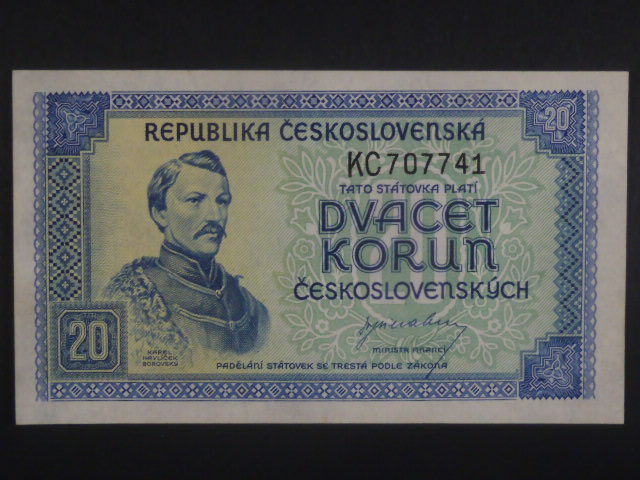 20
REPUBLIKA ČESKOSLOVENSKÁ
KC707741
TATO STÁTOVKA PLATÍ
DVACET
KORUN
ČESKOSLOVENSKÝCH
20
KAREL
HAVLÍČEK
BOROVSKÝ
MINISTR FINANCÍ
PADĚLÁNÍ STÁTOVEK SE TRESTÁ PODLE ZÁKONA